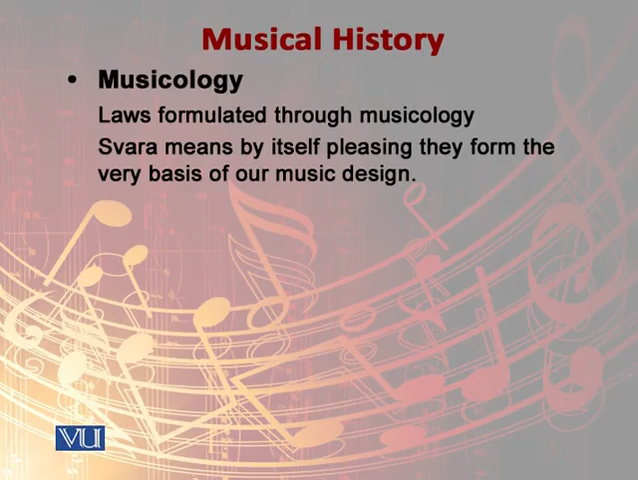 Musical History
• Musicology
Laws formulated through musicology
Svara means by itself pleasing they form the
very basis of our music design.
VU